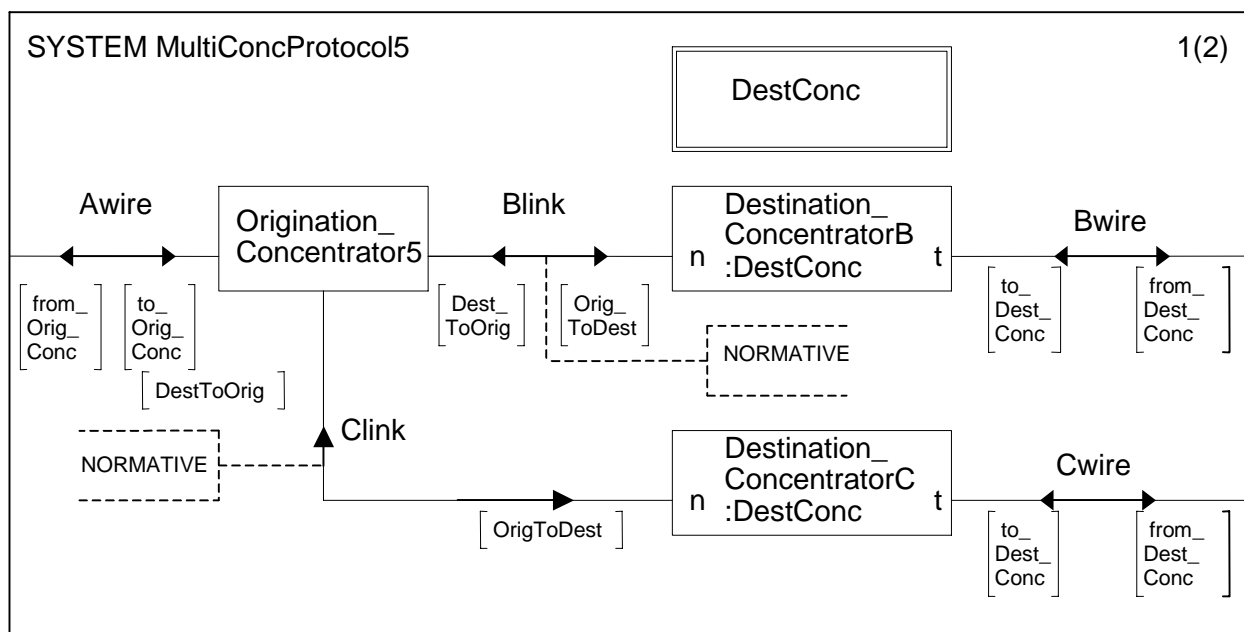 SYSTEM MultiConcProtocol5
1(2)
DestConc
Awire
Origination_
Concentrator5
Blink
n
Destination_
ConcentratorB
:DestConc
t
Bwire
from_
Orig_
Conc
to_
Orig_
Conc
Dest_
ToOrig
Orig_
ToDest
to_
Dest_
Conc
from_
Dest_
Conc
NORMATIVE
DestToOrig
Clink
NORMATIVE
n
Destination_
ConcentratorC
:DestConc
t
Cwire
OrigToDest
to_
Dest_
Conc
from_
Dest_
Conc